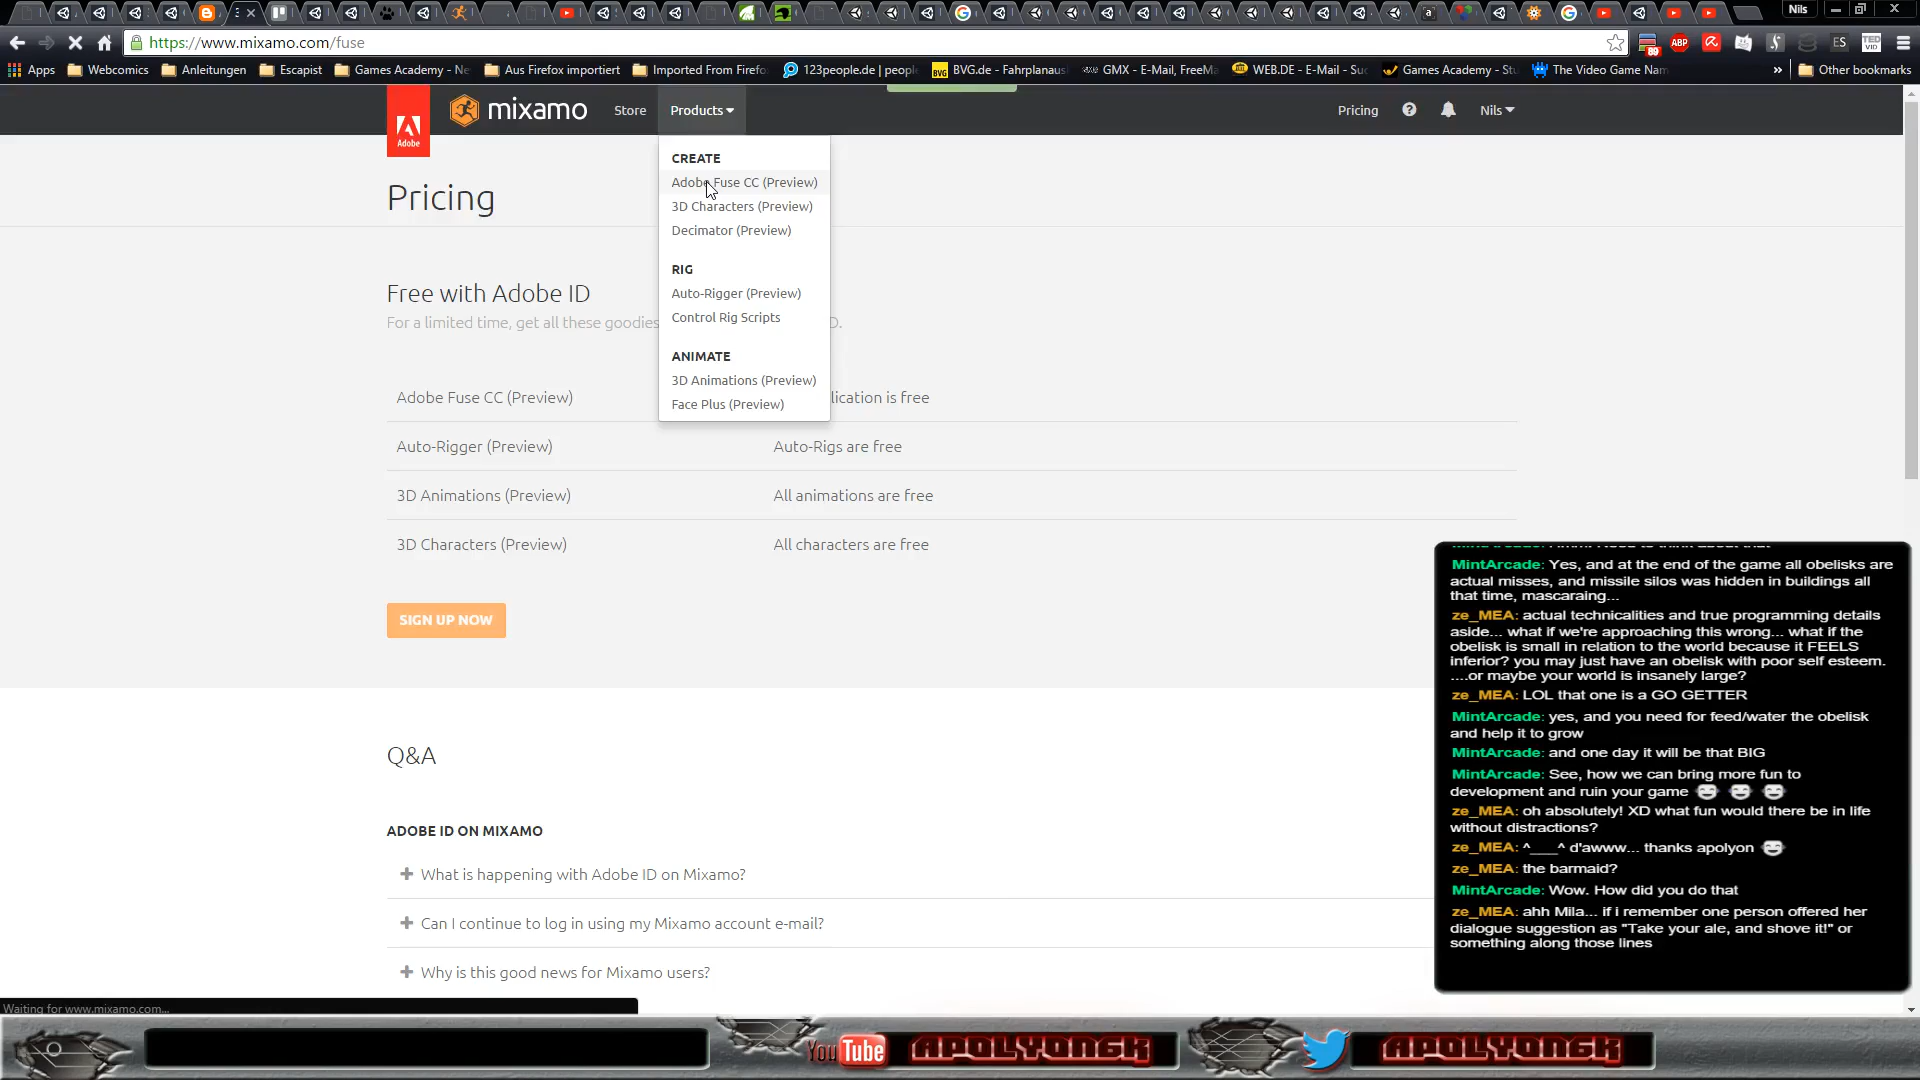 Nils
https://www.mixamo.com/fuse
ABP
89
ES
TED
VID
Apps
Webcomics
Anleitungen
Escapist
Games Academy - Ne
Aus Firefox importiert
Imported From Firefo
123people.de | people
BVG.de - Fahrplanaus
GMX - E-Mail, FreeMa
WEB.DE - E-Mail - Suc
Games Academy - Stu
The Video Game Nam
»
Other bookmarks
Adobe
mixamo
Store
Products
Pricing
Nils
CREATE
Adobe Fuse CC (Preview)
3D Characters (Preview)
Decimator (Preview)
RIG
Auto-Rigger (Preview)
Control Rig Scripts
ANIMATE
3D Animations (Preview)
Face Plus (Preview)
Pricing
Free with Adobe ID
For a limited time, get all these goodies D.
Adobe Fuse CC (Preview) lication is free
Auto-Rigger (Preview) Auto-Rigs are free
3D Animations (Preview) All animations are free
3D Characters (Preview) All characters are free
SIGN UP NOW
Q&A
ADOBE ID ON MIXAMO
What is happening with Adobe ID on Mixamo?
Can I continue to log in using my Mixamo account e-mail?
Why is this good news for Mixamo users?
MintArcade: Yes, and at the end of the game all obelisks are
actual misses, and missile silos was hidden in buildings all
that time, mascaraing...
ze_MEA: actual technicalities and true programming details
aside... what if we're approaching this wrong... what if the
obelisk is small in relation to the world because it FEELS
inferior? you may just have an obelisk with poor self esteem.
....or maybe your world is insanely large?
ze_MEA: LOL that one is a GO GETTER
MintArcade: yes, and you need for feed/water the obelisk
and help it to grow
MintArcade: and one day it will be that BIG
MintArcade: See, how we can bring more fun to
development and ruin your game
ze_MEA: oh absolutely! XD what fun would there be in life
without distractions?
ze_MEA: ^___^ d'awww... thanks apolyon
ze_MEA: the barmaid?
MintArcade: Wow. How did you do that
ze_MEA: ahh Mila... if i remember one person offered her
dialogue suggestion as "Take your ale, and shove it!" or
something along those lines
Waiting for www.mixamo.com...
YouTube
APOLYON6K
APOLYON6K